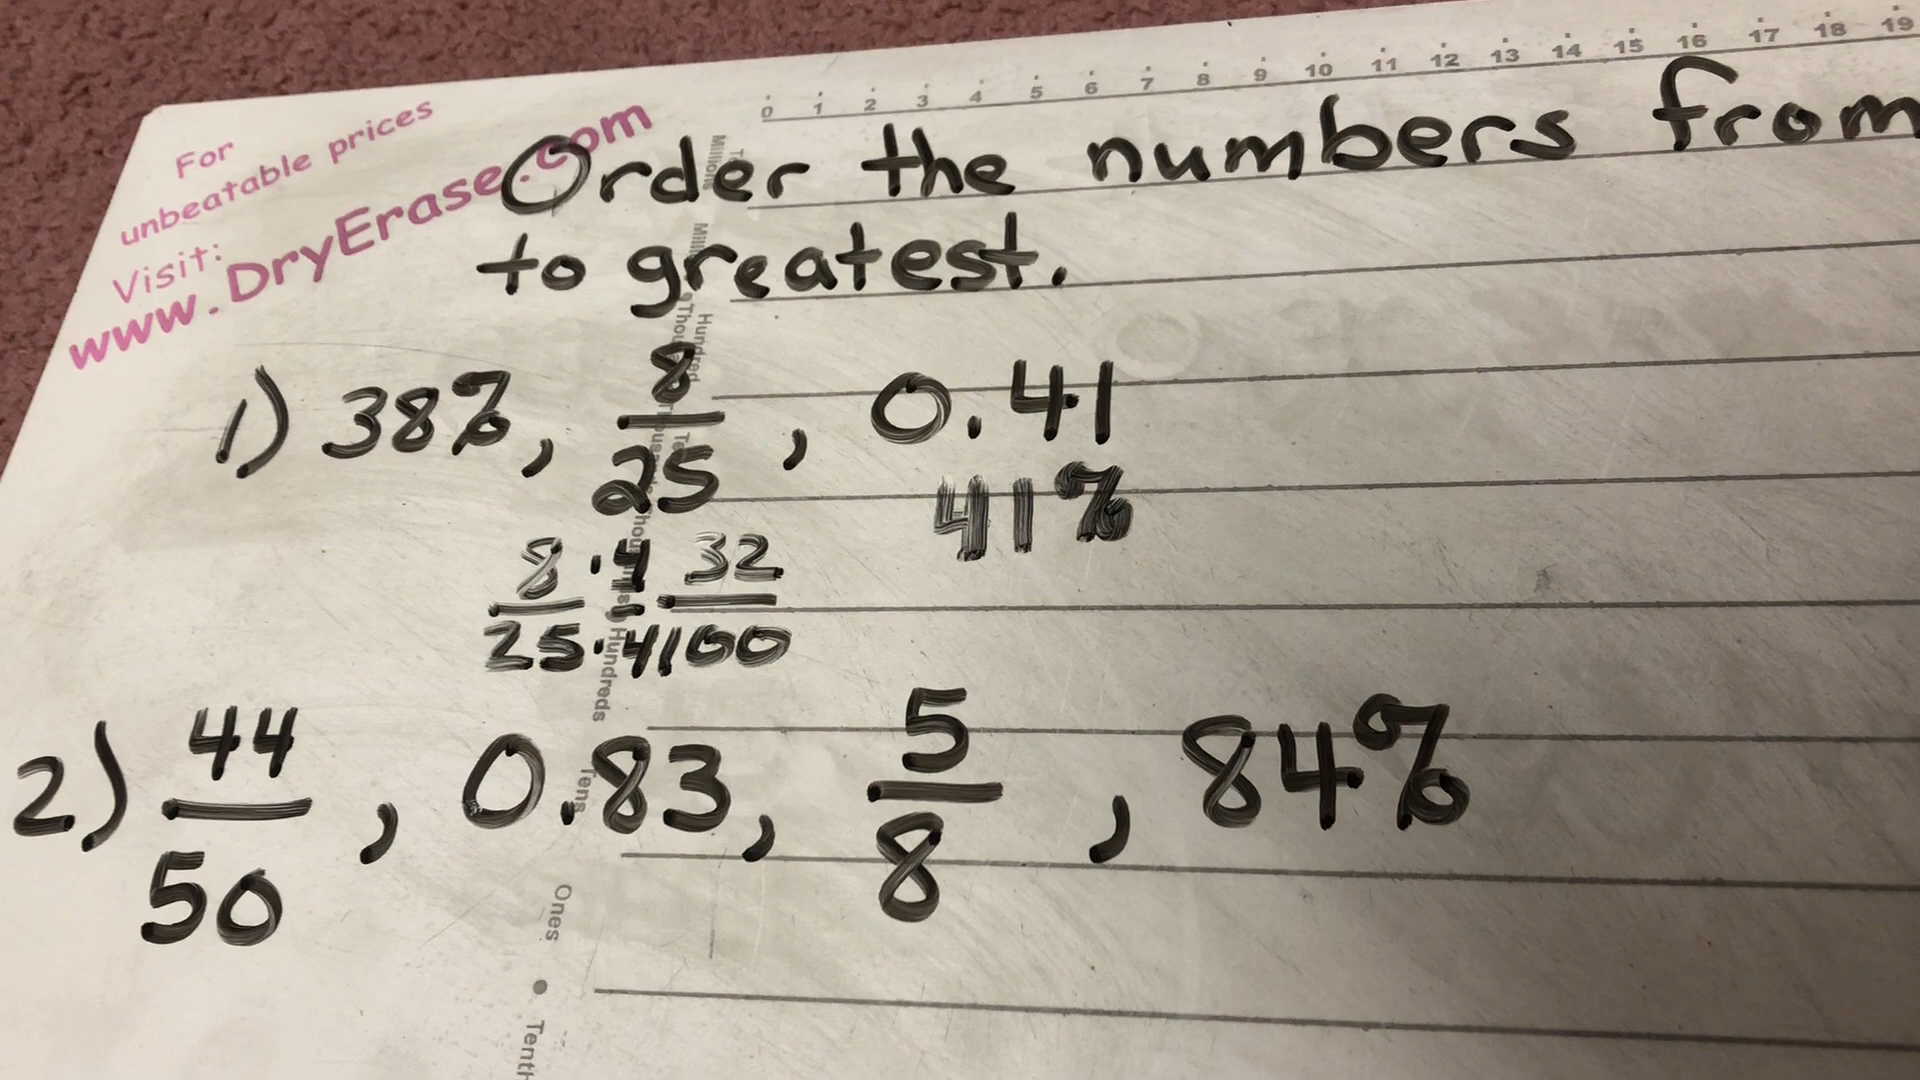 0 1 2 3 4 5 6 7 8 9 10 11 12 13 14 15 16 17 18 19
For
unbeatable prices
Visit:
www.DryErase.com
Order the numbers from
to greatest.
1) 38%, 8/25, 0.41
41%
8·4/25·4 = 32/100
2) 44/50, 0.83, 5/8, 84%
Millions
Hundred
Hundreds
Tens
Ones